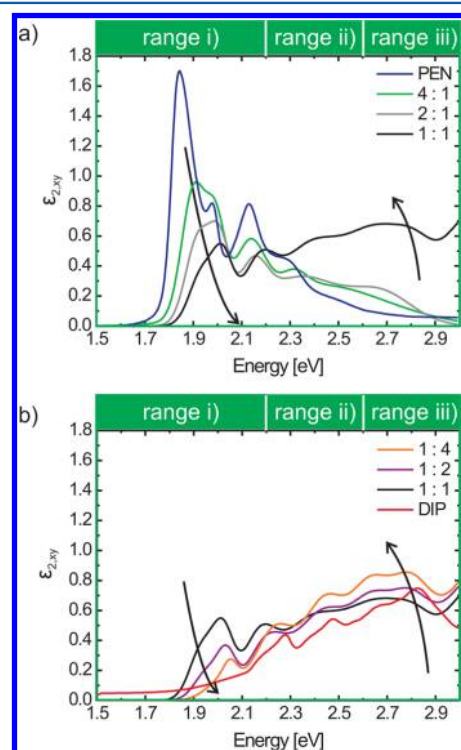 a)
range i) range ii) range iii)
PEN
4 : 1
2 : 1
1 : 1
ε2,xy
1.8
1.6
1.4
1.2
1.0
0.8
0.6
0.4
0.2
0.0
1.5 1.7 1.9 2.1 2.3 2.5 2.7 2.9
Energy [eV]
b)
range i) range ii) range iii)
1 : 4
1 : 2
1 : 1
DIP
ε2,xy
1.8
1.6
1.4
1.2
1.0
0.8
0.6
0.4
0.2
0.0
1.5 1.7 1.9 2.1 2.3 2.5 2.7 2.9
Energy [eV]